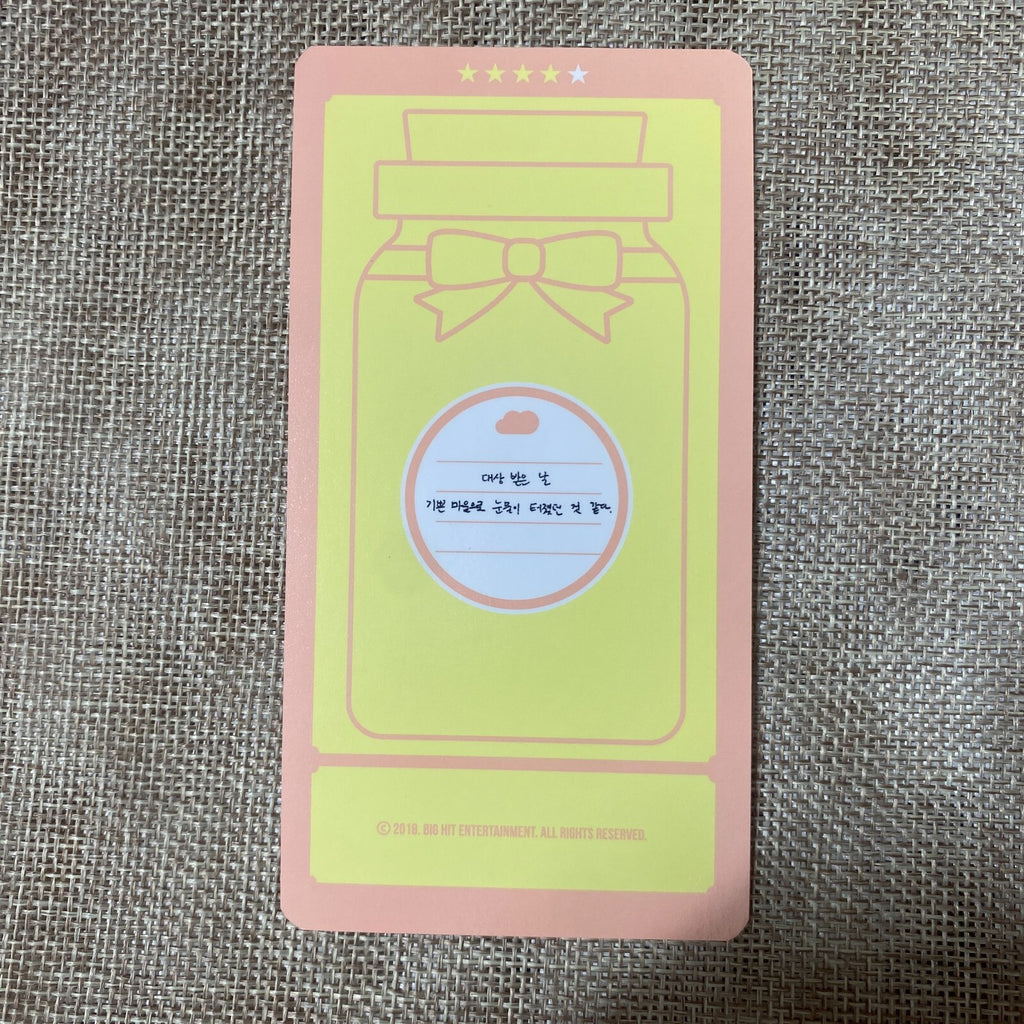 대상 받은 날
기쁜 마음으로 눈물이 터졌던 것 같다.
© 2018. BIG HIT ENTERTAINMENT. ALL RIGHTS RESERVED.